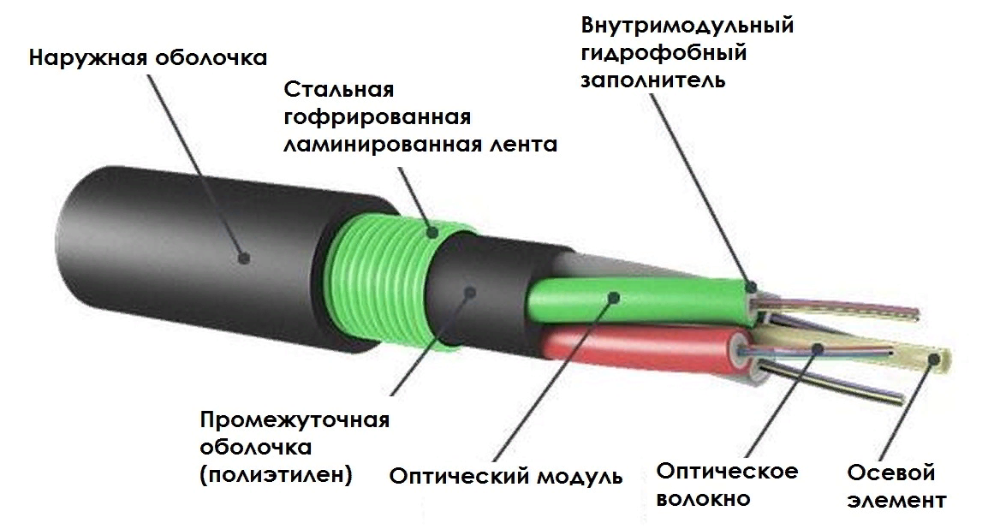 Внутримодульный
гидрофобный
заполнитель
Наружная оболочка
Стальная
гофрированная
ламинированная лента
Промежуточная
оболочка
(полиэтилен)
Оптический модуль
Оптическое
волокно
Осевой
элемент